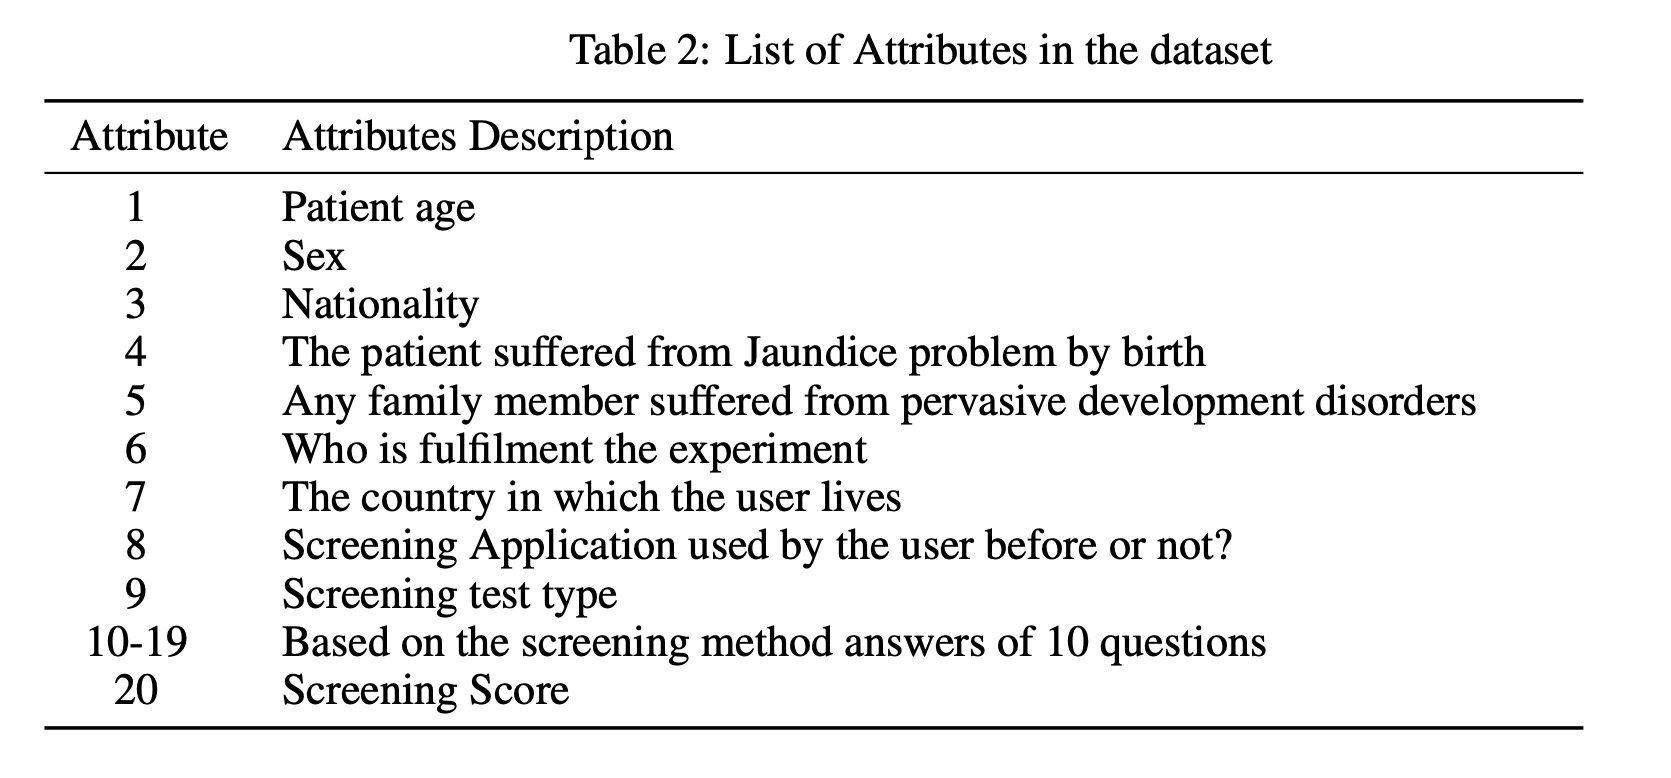 Table 2: List of Attributes in the dataset
Attribute Attributes Description
1 Patient age
2 Sex
3 Nationality
4 The patient suffered from Jaundice problem by birth
5 Any family member suffered from pervasive development disorders
6 Who is fulfilment the experiment
7 The country in which the user lives
8 Screening Application used by the user before or not?
9 Screening test type
10-19 Based on the screening method answers of 10 questions
20 Screening Score